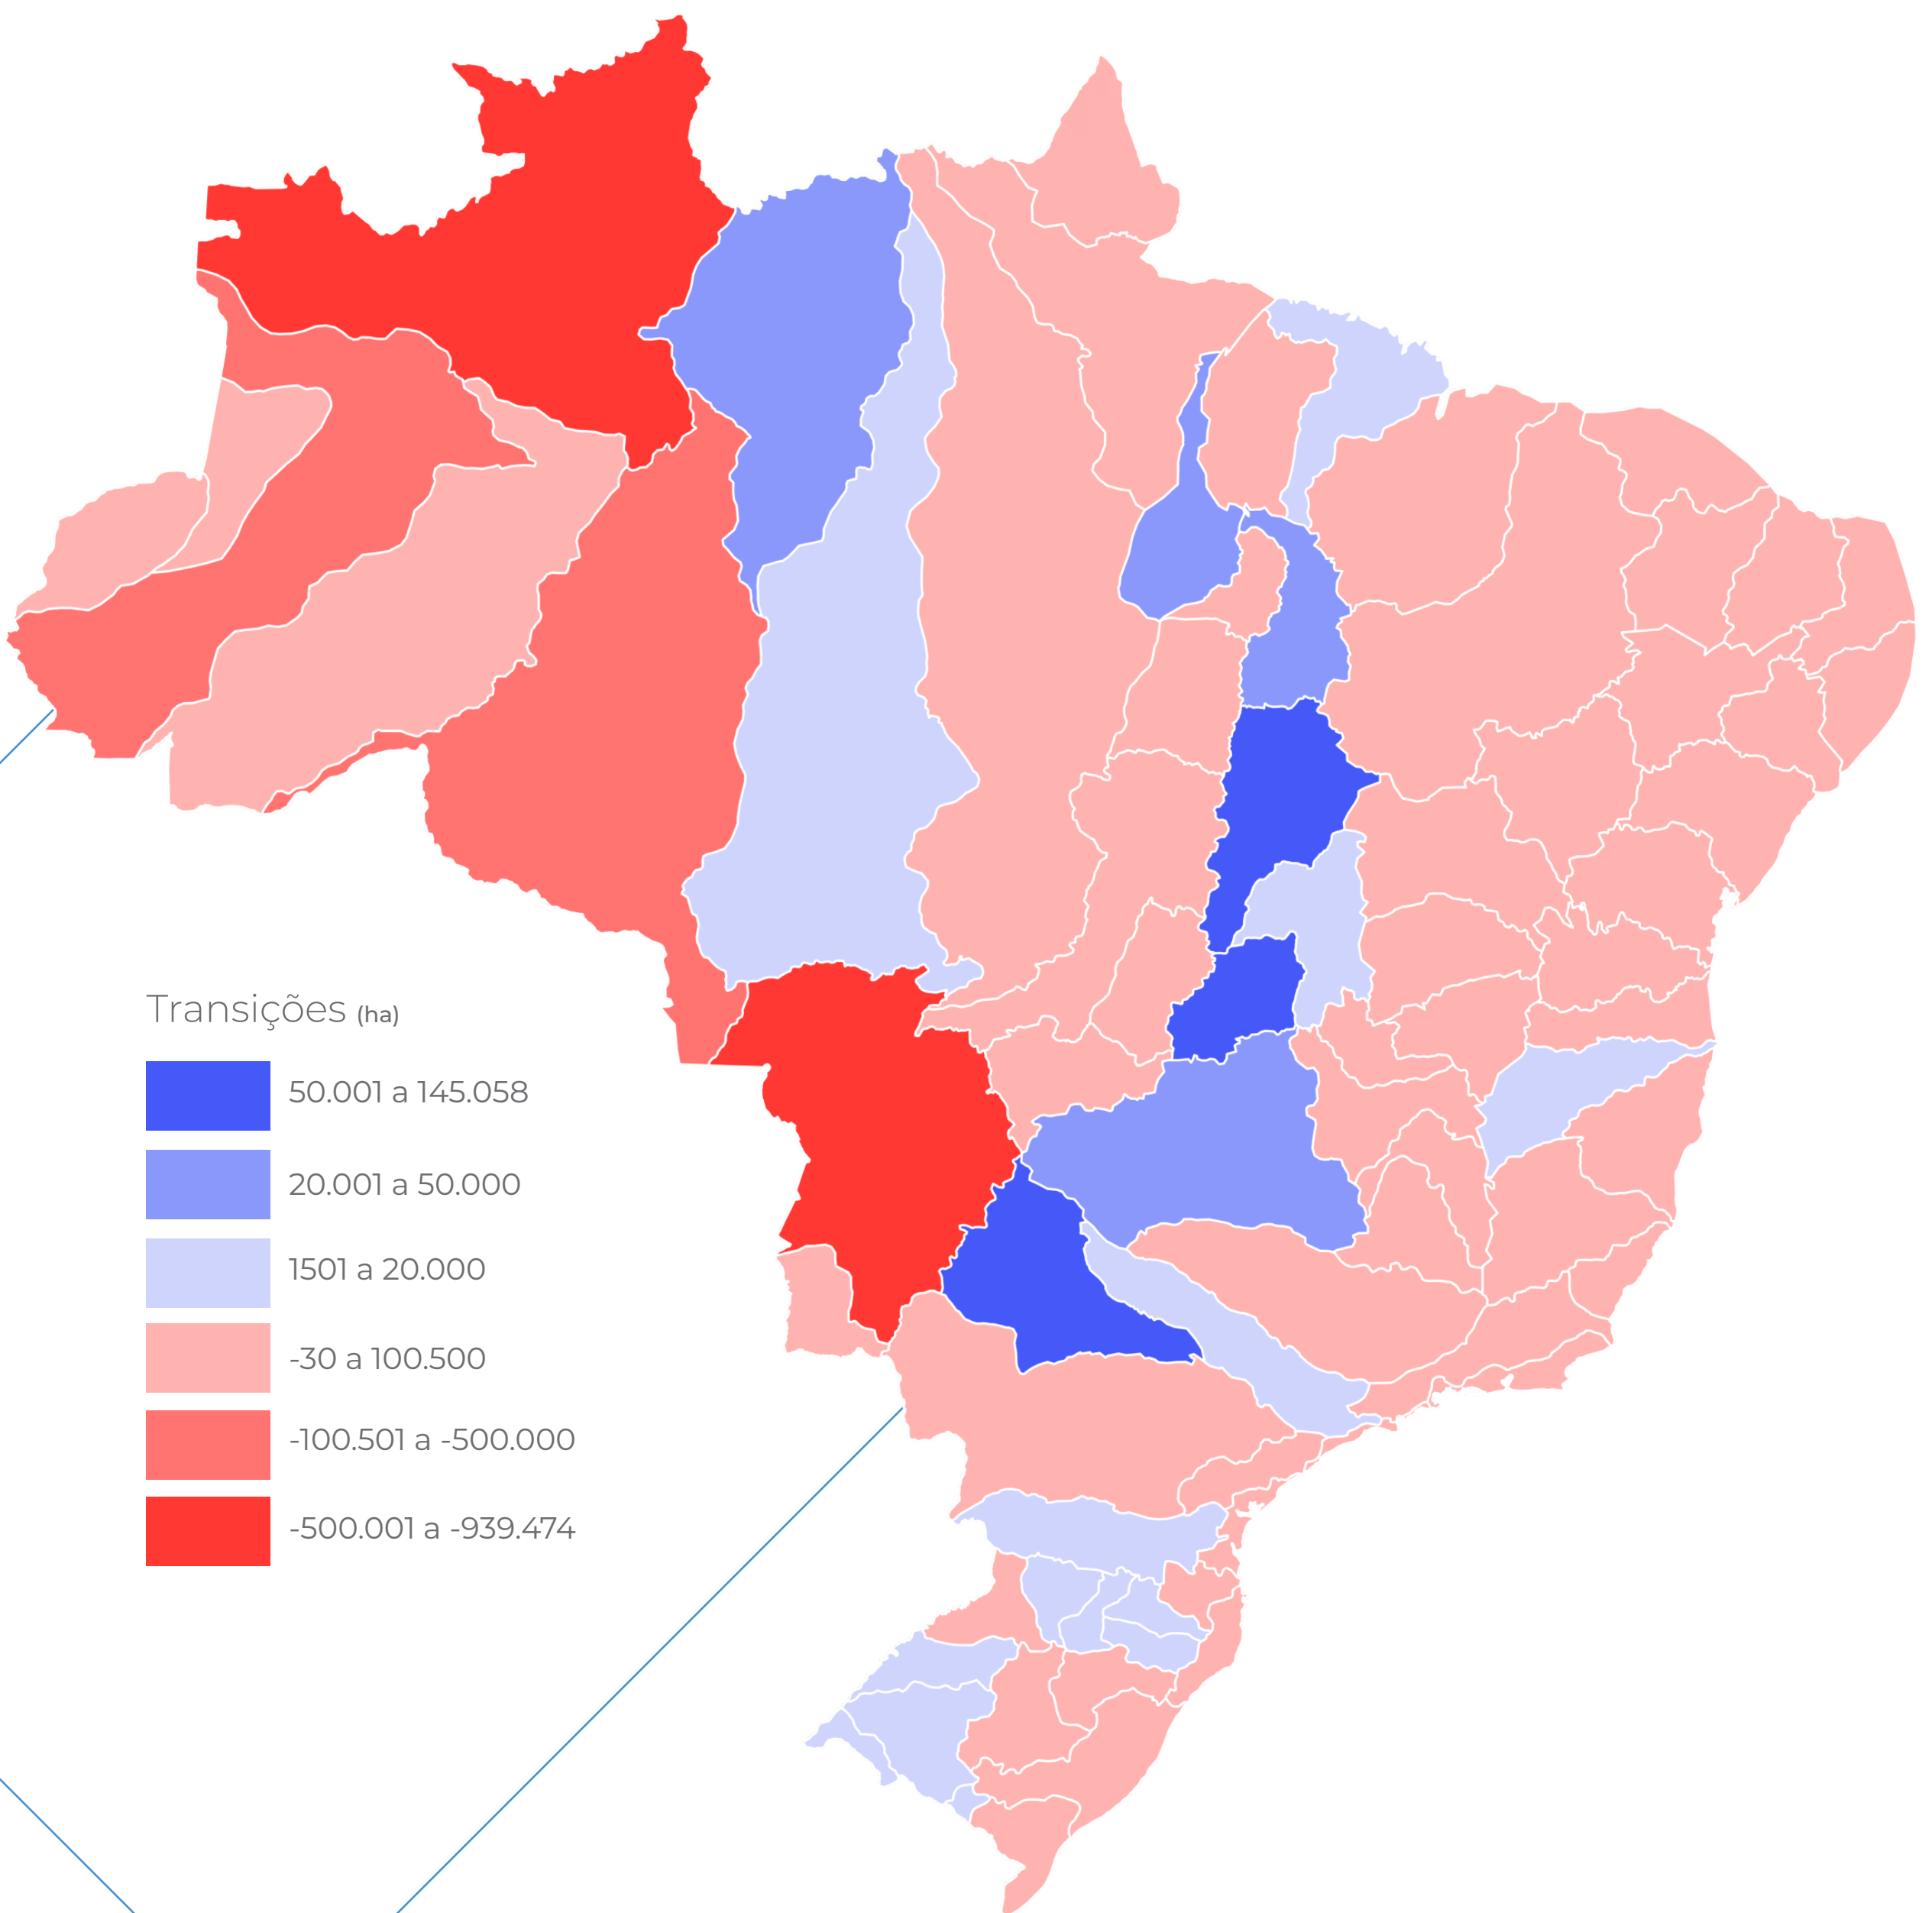 Transições (ha)
50.001 a 145.058
20.001 a 50.000
1501 a 20.000
-30 a 100.500
-100.501 a -500.000
-500.001 a -939.474